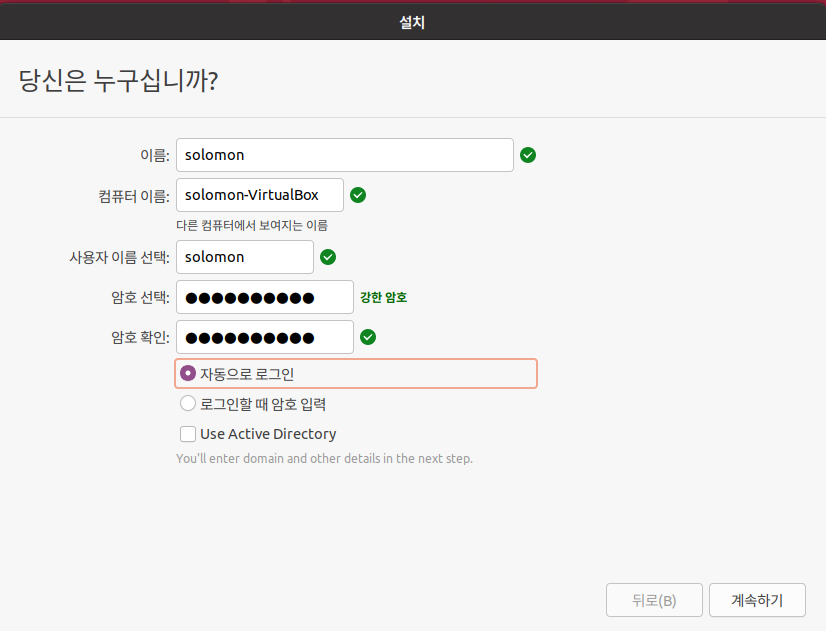 설치
당신은 누구십니까?
이름: solomon
컴퓨터 이름: solomon-VirtualBox
다른 컴퓨터에서 보여지는 이름
사용자 이름 선택: solomon
암호 선택: ●●●●●●●●●● 강한 암호
암호 확인: ●●●●●●●●●●
자동으로 로그인
로그인할 때 암호 입력
Use Active Directory
You'll enter domain and other details in the next step.
뒤로(B) 계속하기